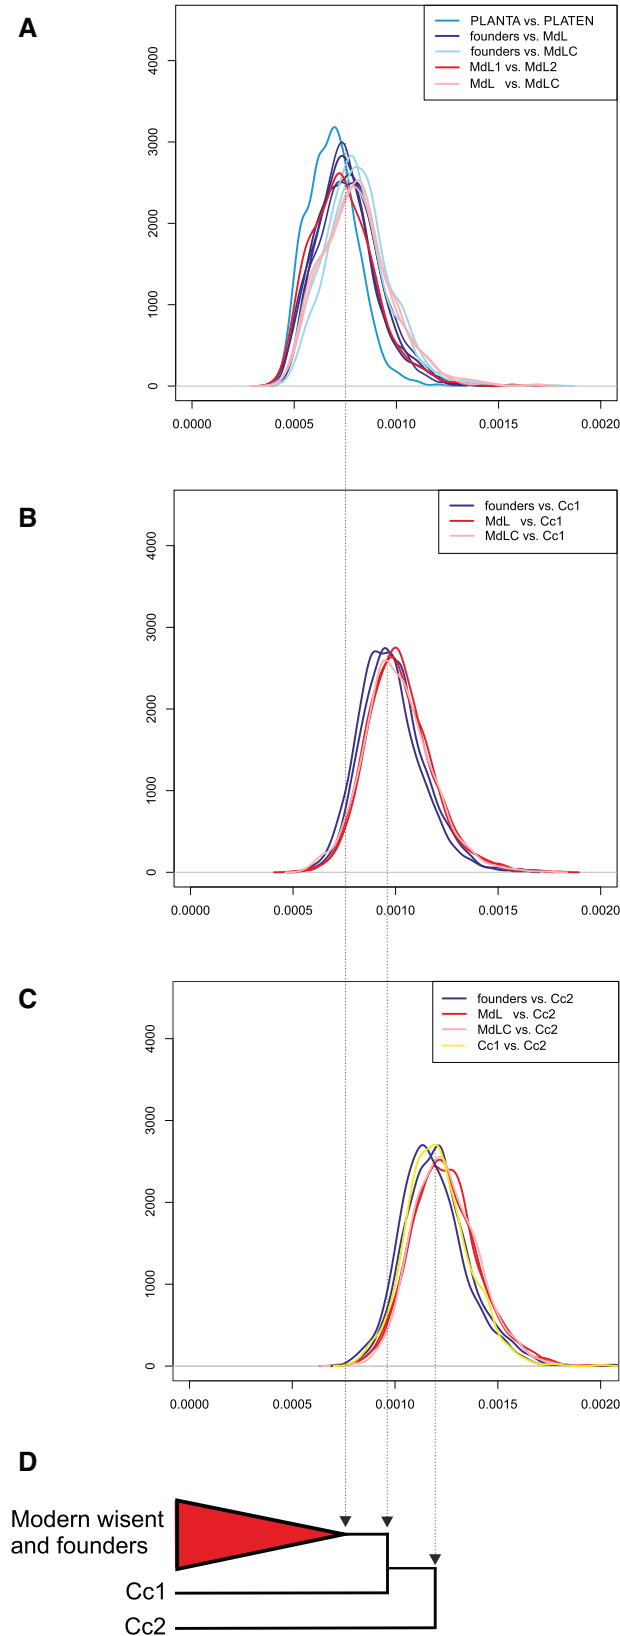 A
PLANTA vs. PLATEN
founders vs. MdL
founders vs. MdLC
MdL1 vs. MdL2
MdL vs. MdLC
4000
3000
2000
1000
0
0.0000 0.0005 0.0010 0.0015 0.0020
B
founders vs. Cc1
MdL vs. Cc1
MdLC vs. Cc1
4000
3000
2000
1000
0
0.0000 0.0005 0.0010 0.0015 0.0020
C
founders vs. Cc2
MdL vs. Cc2
MdLC vs. Cc2
Cc1 vs. Cc2
4000
3000
2000
1000
0
0.0000 0.0005 0.0010 0.0015 0.0020
D
Modern wisent
and founders
Cc1
Cc2